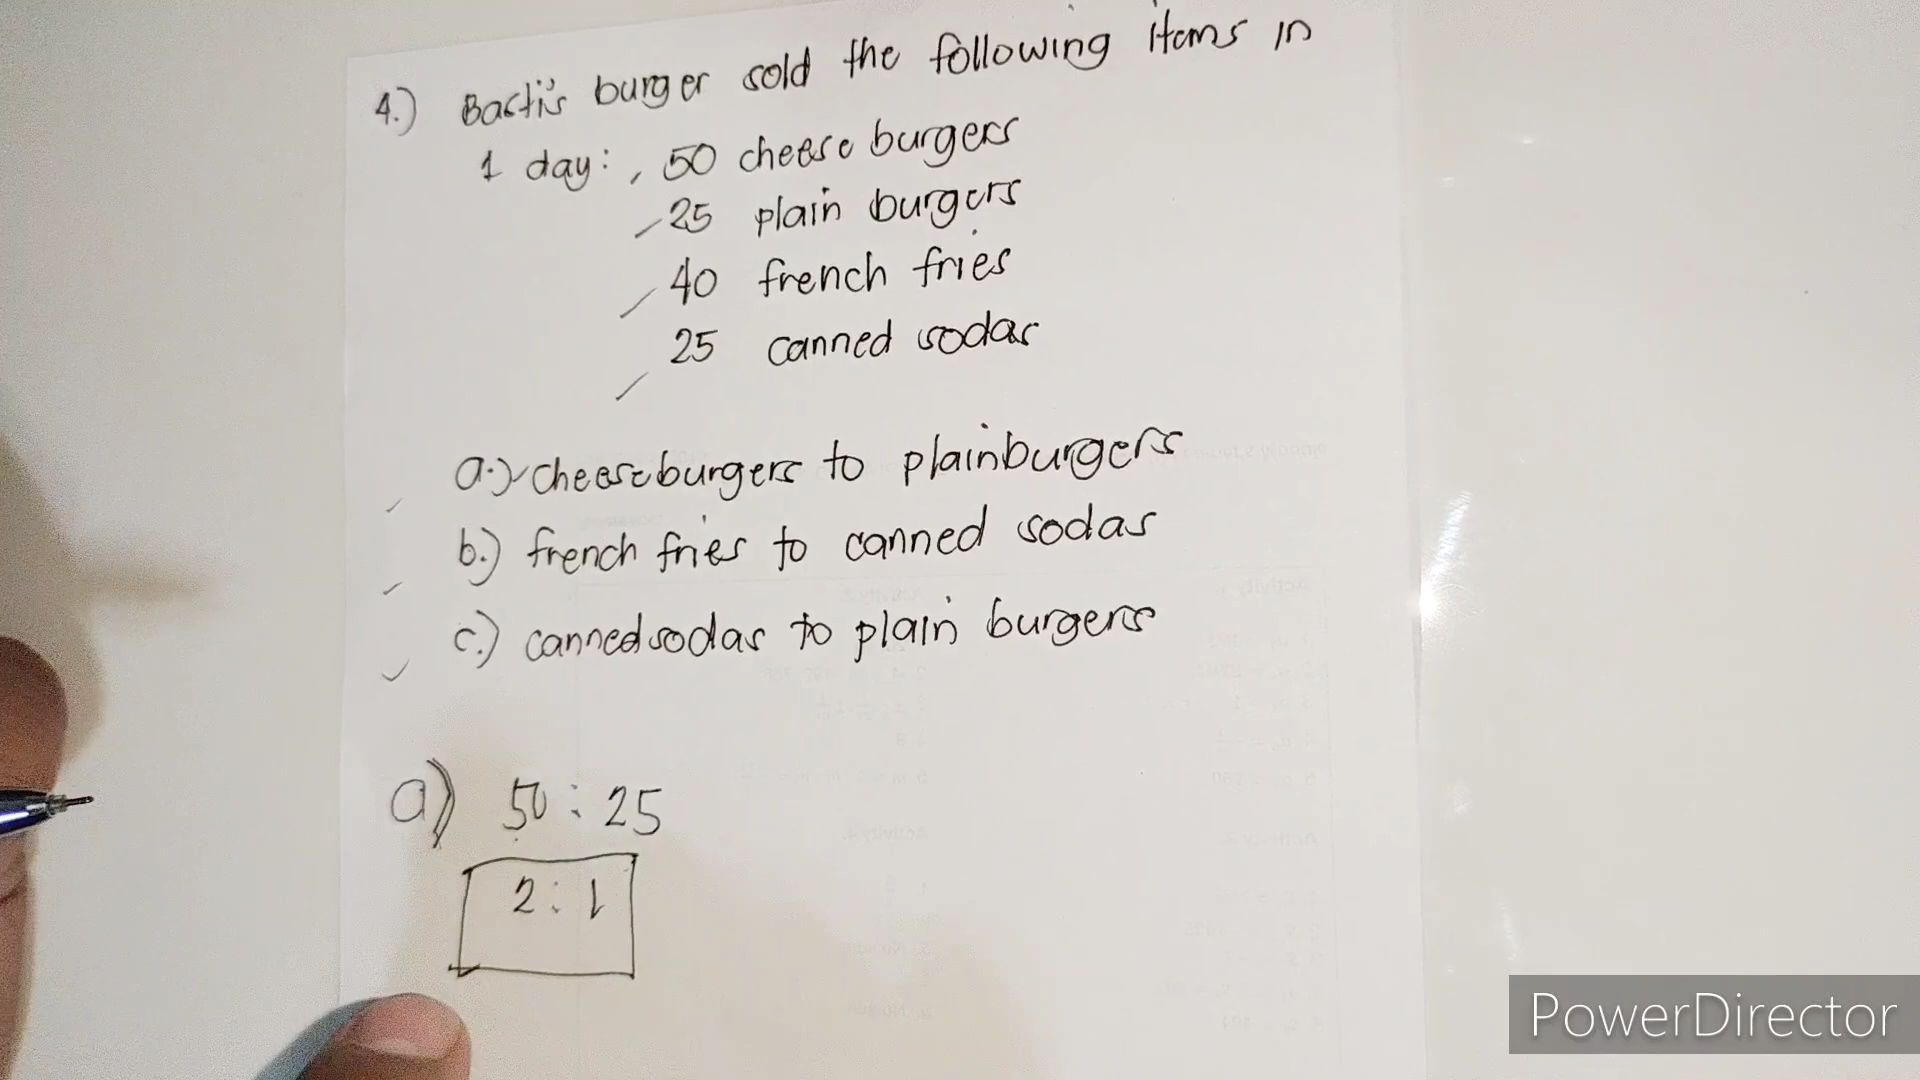 4.) Bacti's burger sold the following items in
1 day: 50 cheese burgers
25 plain burgers
40 french fries
25 canned sodas
a.) cheeseburgers to plainburgers
b.) french fries to canned sodas
c.) canned sodas to plain burgers
a) 50 : 25
2 : 1
PowerDirector